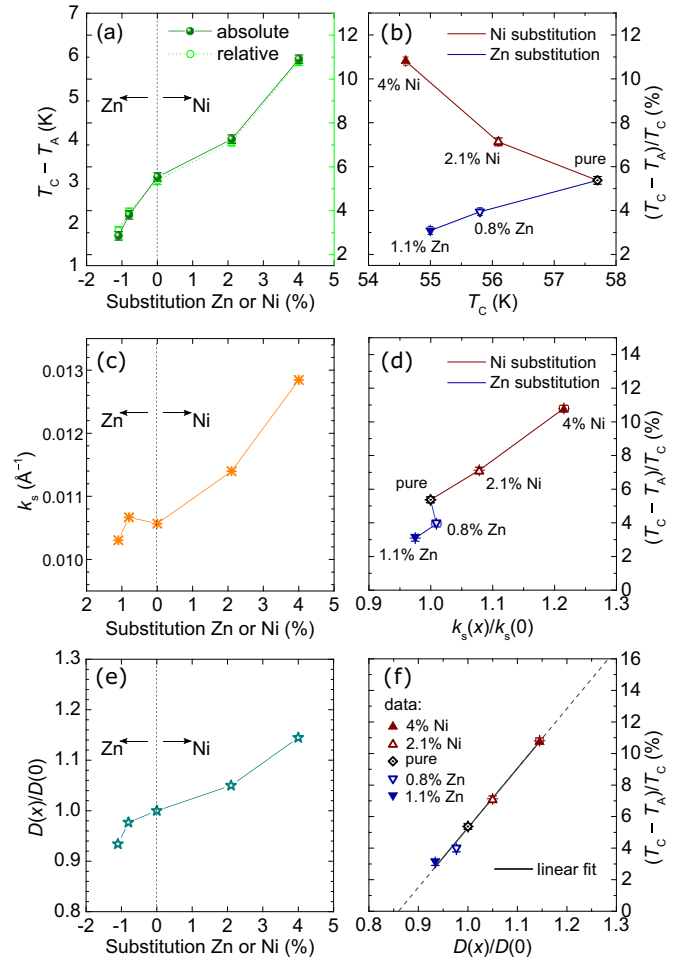 (a)
absolute
relative
Zn
Ni
T_C − T_A (K)
7
6
5
4
3
2
1
12
10
8
6
4
2
-2 -1 0 1 2 3 4 5
Substitution Zn or Ni (%)
(b)
Ni substitution
Zn substitution
4% Ni
2.1% Ni
pure
0.8% Zn
1.1% Zn
12
10
8
6
4
2
(T_C − T_A)/T_C (%)
54 55 56 57 58
T_C (K)
(c)
Zn
Ni
k_s (Å⁻¹)
0.013
0.012
0.011
0.010
2 1 0 1 2 3 4 5
Substitution Zn or Ni (%)
(d)
Ni substitution
Zn substitution
4% Ni
2.1% Ni
pure
0.8% Zn
1.1% Zn
14
12
10
8
6
4
2
0
(T_C − T_A)/T_C (%)
0.9 1.0 1.1 1.2 1.3
k_s(x)/k_s(0)
(e)
Zn
Ni
D(x)/D(0)
1.3
1.2
1.1
1.0
0.9
0.8
-2 -1 0 1 2 3 4 5
Substitution Zn or Ni (%)
(f)
data:
4% Ni
2.1% Ni
pure
0.8% Zn
1.1% Zn
linear fit
16
14
12
10
8
6
4
2
0
(T_C − T_A)/T_C (%)
0.8 0.9 1.0 1.1 1.2 1.3
D(x)/D(0)